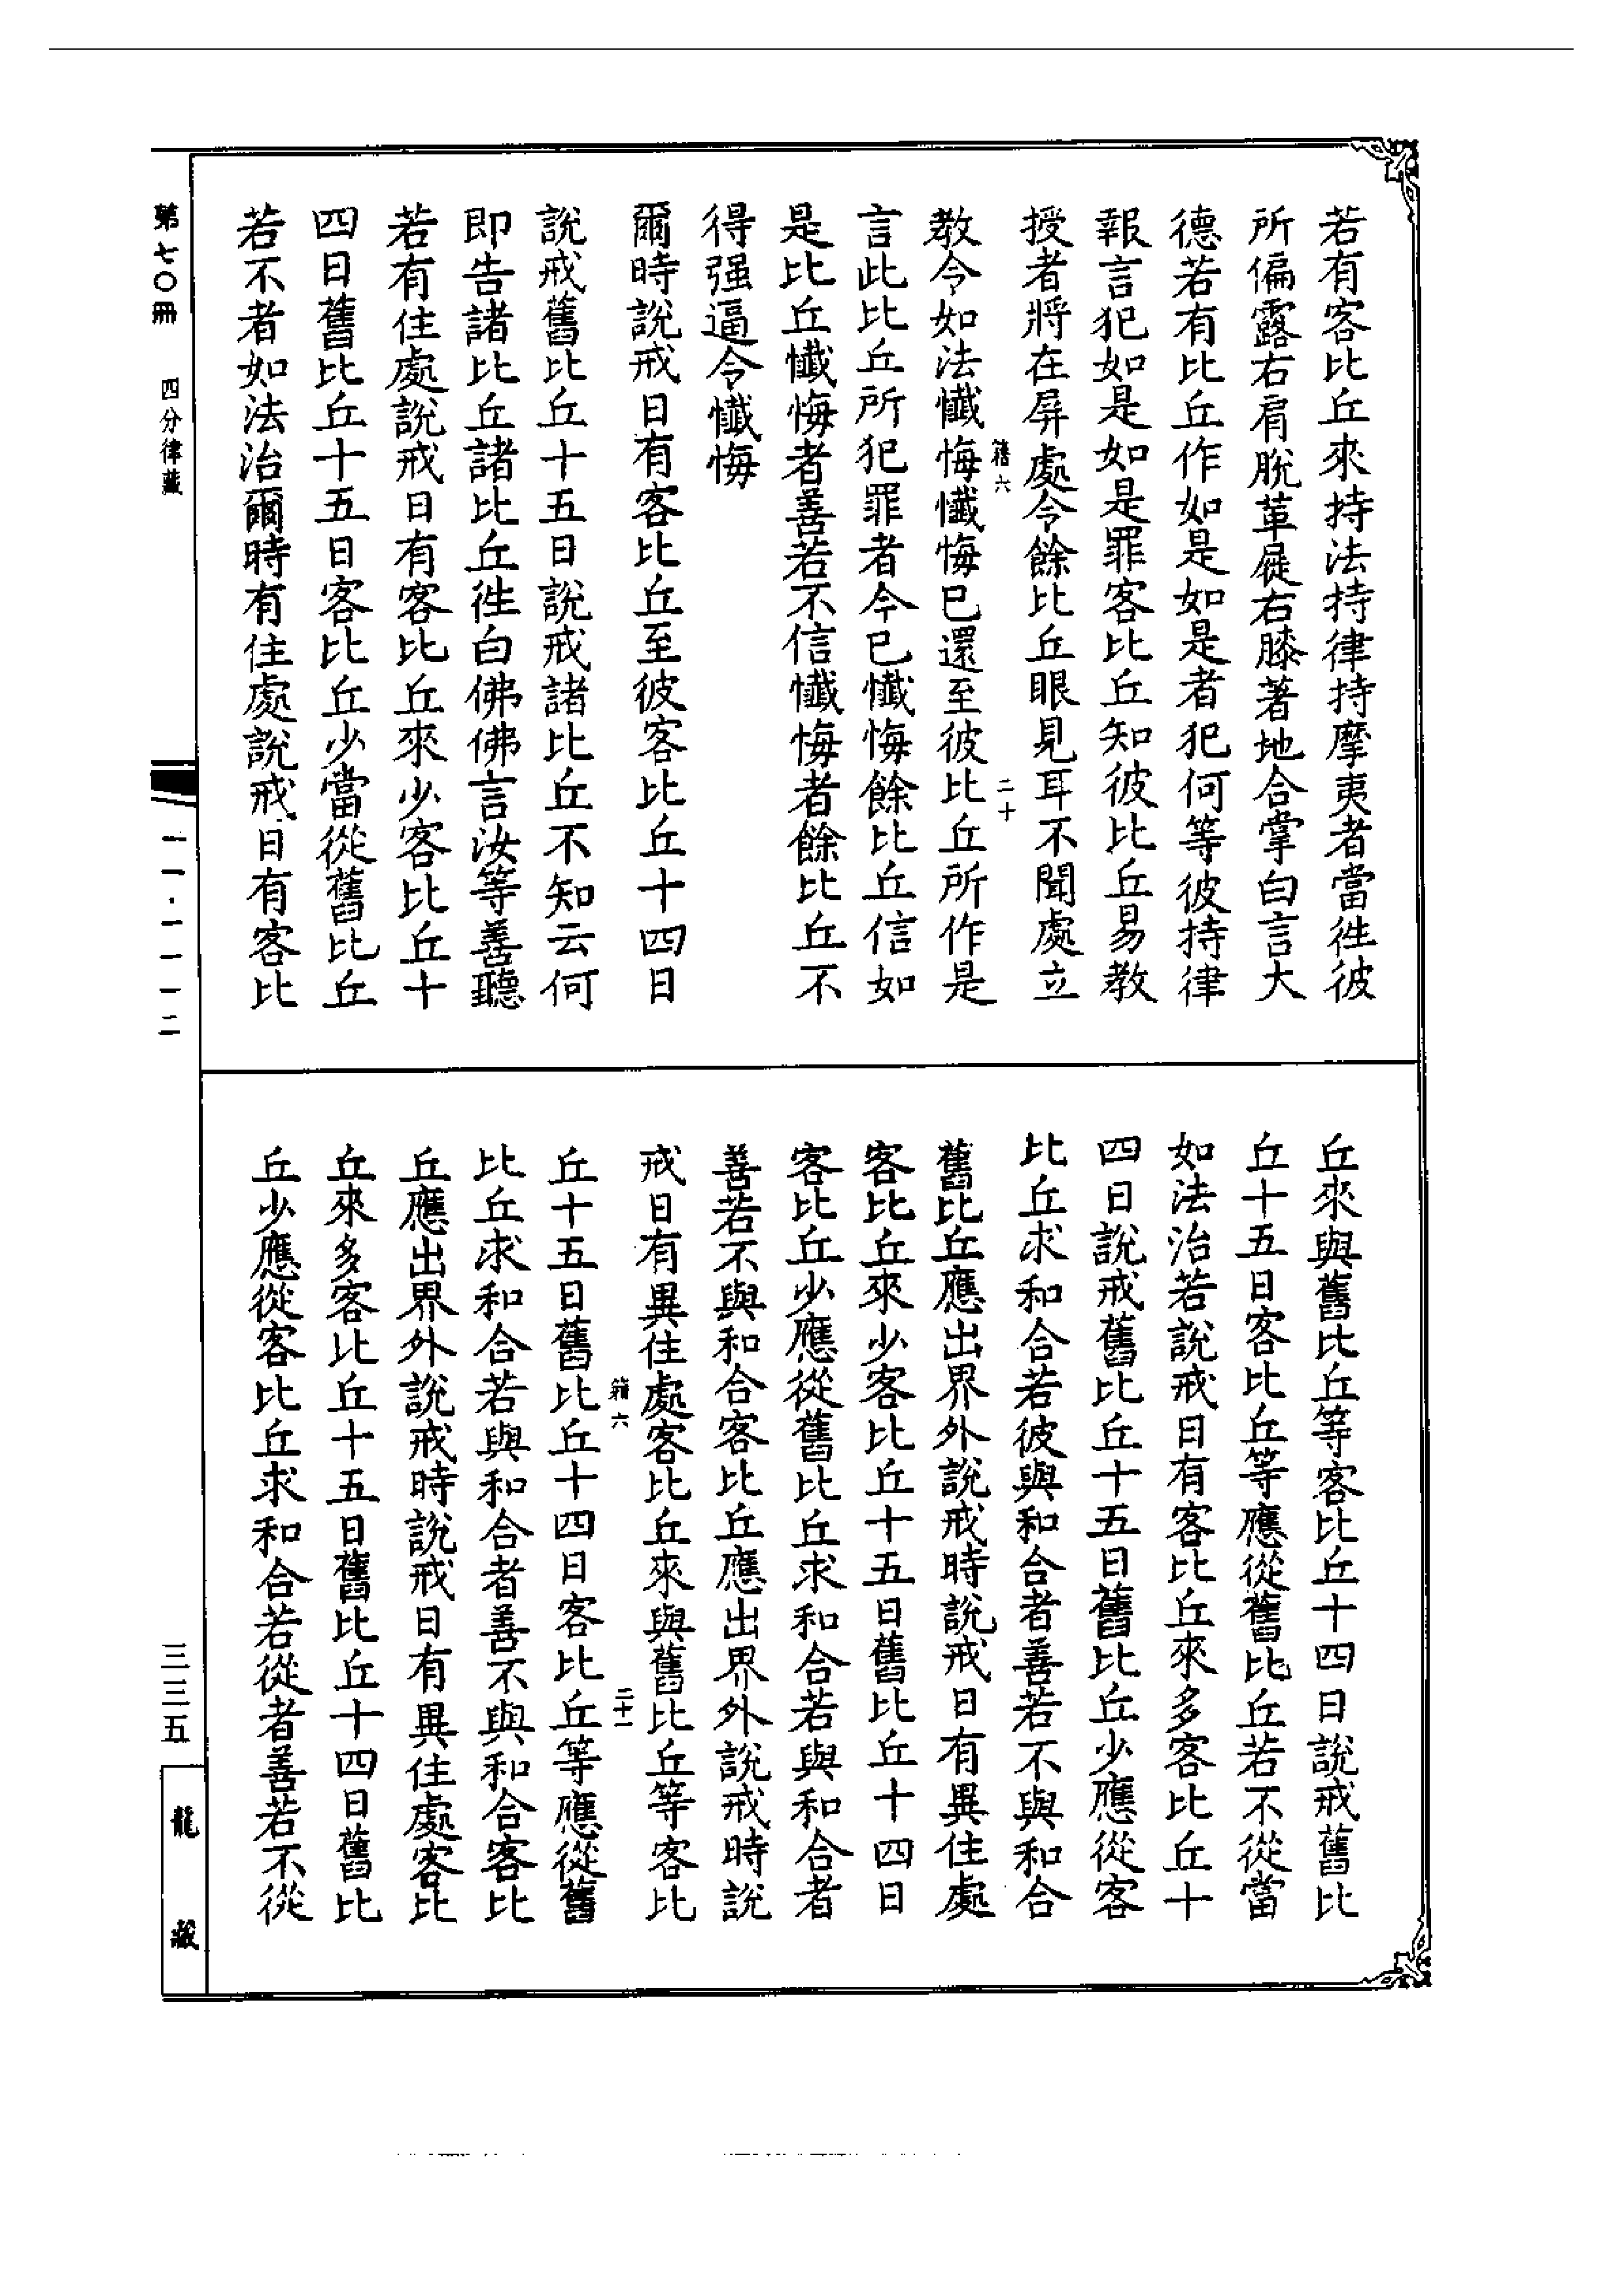 若有客比丘來持法持律持摩夷者當往彼
所偏露右肩脫革屣右膝著地合掌白言大
德若有比丘作如是如是者犯何等彼持律
報言犯如是如是罪客比丘知彼比丘易教
授者將在屏處令餘比丘眼見耳不聞處立
籍六 二十
教令如法懺悔懺悔已還至彼比丘所作是
言此比丘所犯罪者今已懺悔餘比丘信如
是比丘懺悔者善若不信懺悔者餘比丘不
得强逼令懺悔
爾時說戒日有客比丘至彼客比丘十四日
說戒舊比丘十五日說戒諸比丘不知云何
即告諸比丘諸比丘往白佛佛言汝等善聽
若有住處說戒日有客比丘來少客比丘十
四日舊比丘十五日客比丘少當從舊比丘
若不者如法治爾時有住處說戒日有客比
丘來與舊比丘等客比丘十四日說戒舊比
丘十五日客比丘等應從舊比丘若不從當
如法治若說戒日有客比丘來多客比丘十
四日說戒舊比丘十五日舊比丘少應從客
比丘求和合若彼與和合者善若不與和合
舊比丘應出界外說戒時說戒日有異住處
客比丘來少客比丘十五日舊比丘十四日
客比丘少應從舊比丘求和合若與和合者
善若不與和合客比丘應出界外說戒時說
戒日有異住處客比丘來與舊比丘等客比
籍六 二十一
丘十五日舊比丘十四日客比丘等應從舊
比丘求和合若與和合者善不與和合客比
丘應出界外說戒時說戒日有異住處客比
丘來多客比丘十五日舊比丘十四日舊比
丘少應從客比丘求和合若從者善若不從
第七〇冊 四分律藏
一一·一一一二
三三五
龍藏